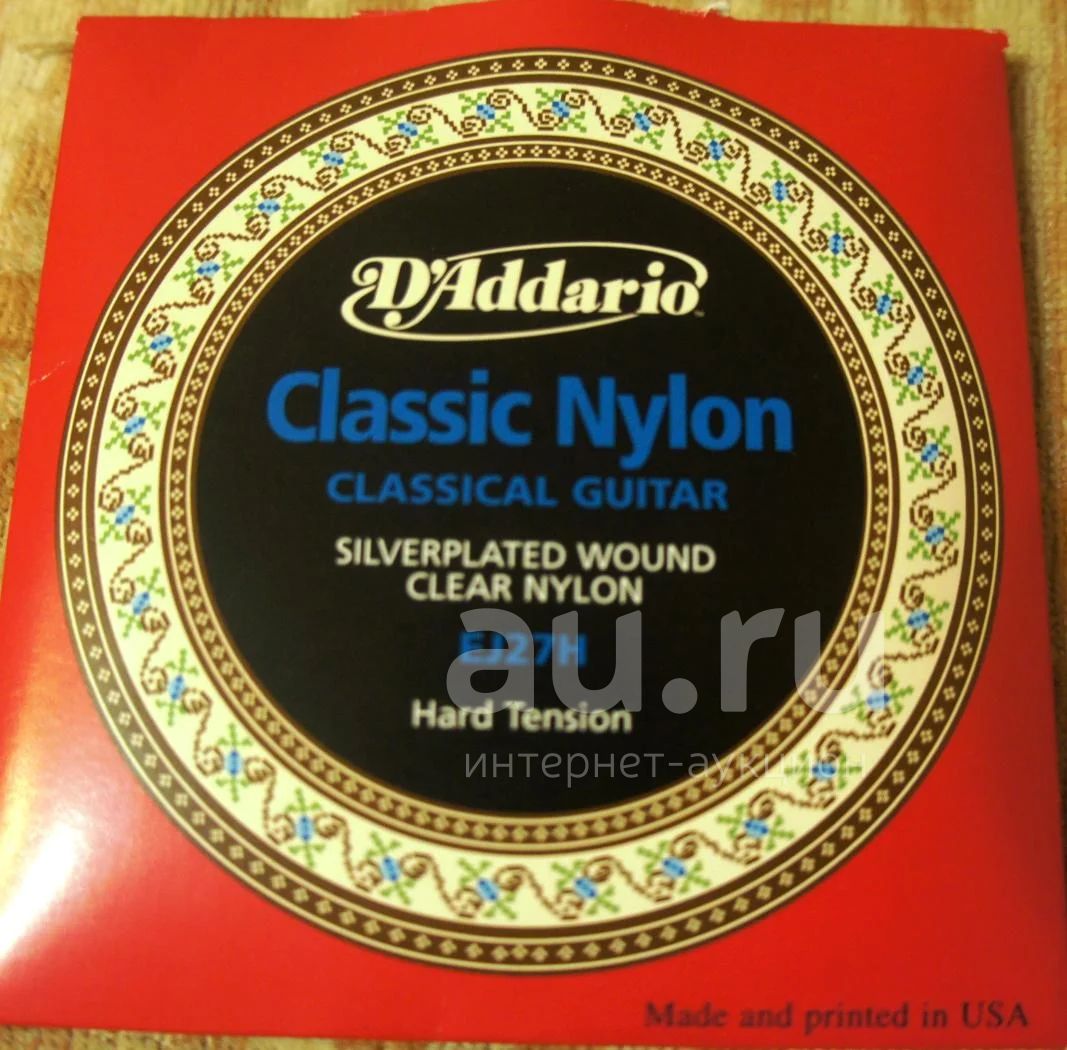 D'Addario™
Classic Nylon
CLASSICAL GUITAR
SILVERPLATED WOUND
CLEAR NYLON
EJ27H
Hard Tension
au.ru
интернет-аукцион
Made and printed in USA